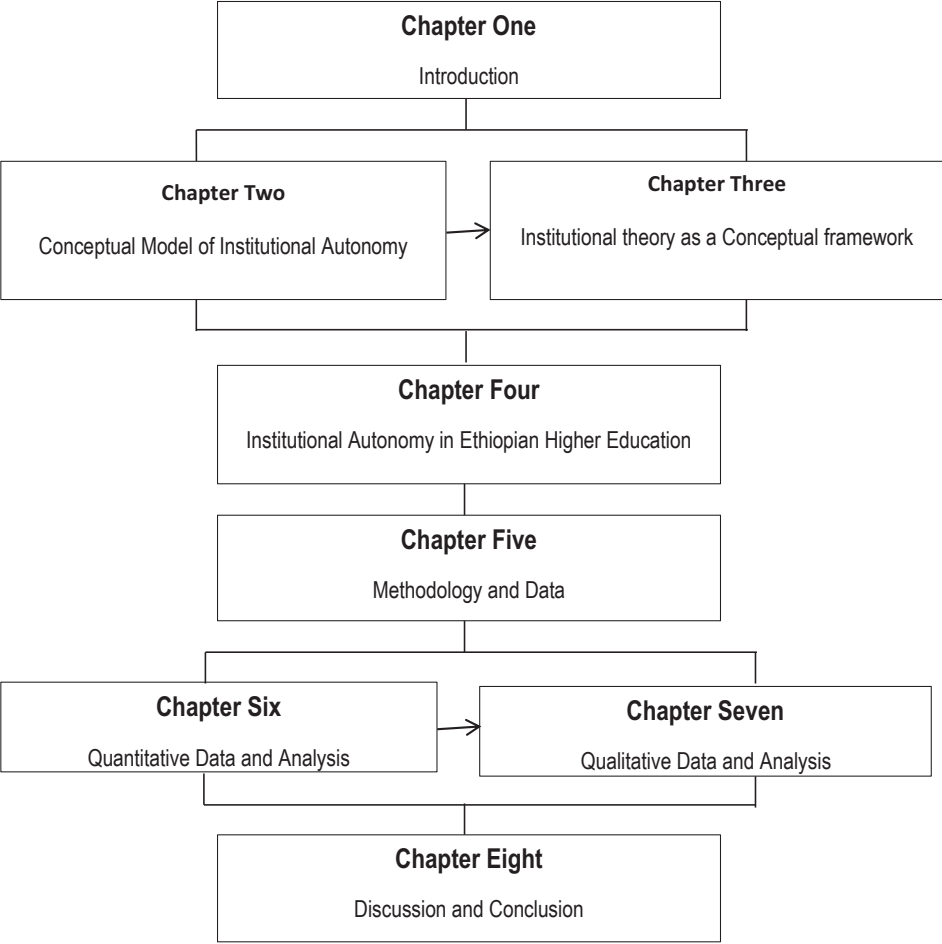 Chapter One
Introduction
Chapter Two
Conceptual Model of Institutional Autonomy
Chapter Three
Institutional theory as a Conceptual framework
Chapter Four
Institutional Autonomy in Ethiopian Higher Education
Chapter Five
Methodology and Data
Chapter Six
Quantitative Data and Analysis
Chapter Seven
Qualitative Data and Analysis
Chapter Eight
Discussion and Conclusion